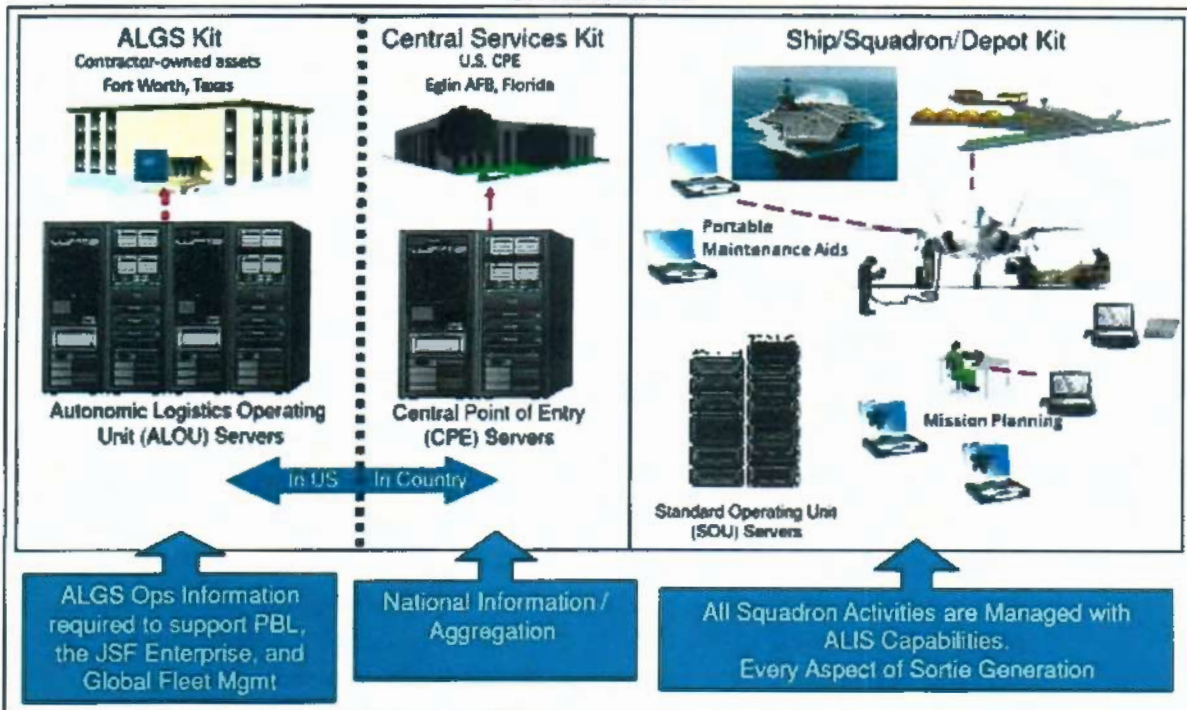 ALGS Kit
Contractor-owned assets
Fort Worth, Texas
Autonomic Logistics Operating
Unit (ALOU) Servers
Central Services Kit
U.S. CPE
Eglin AFB, Florida
Central Point of Entry
(CPE) Servers
In US
In Country
Ship/Squadron/Depot Kit
Portable
Maintenance Aids
Mission Planning
Standard Operating Unit
(SOU) Servers
ALGS Ops Information
required to support PBL,
the JSF Enterprise, and
Global Fleet Mgmt
National Information /
Aggregation
All Squadron Activities are Managed with
ALIS Capabilities.
Every Aspect of Sortie Generation